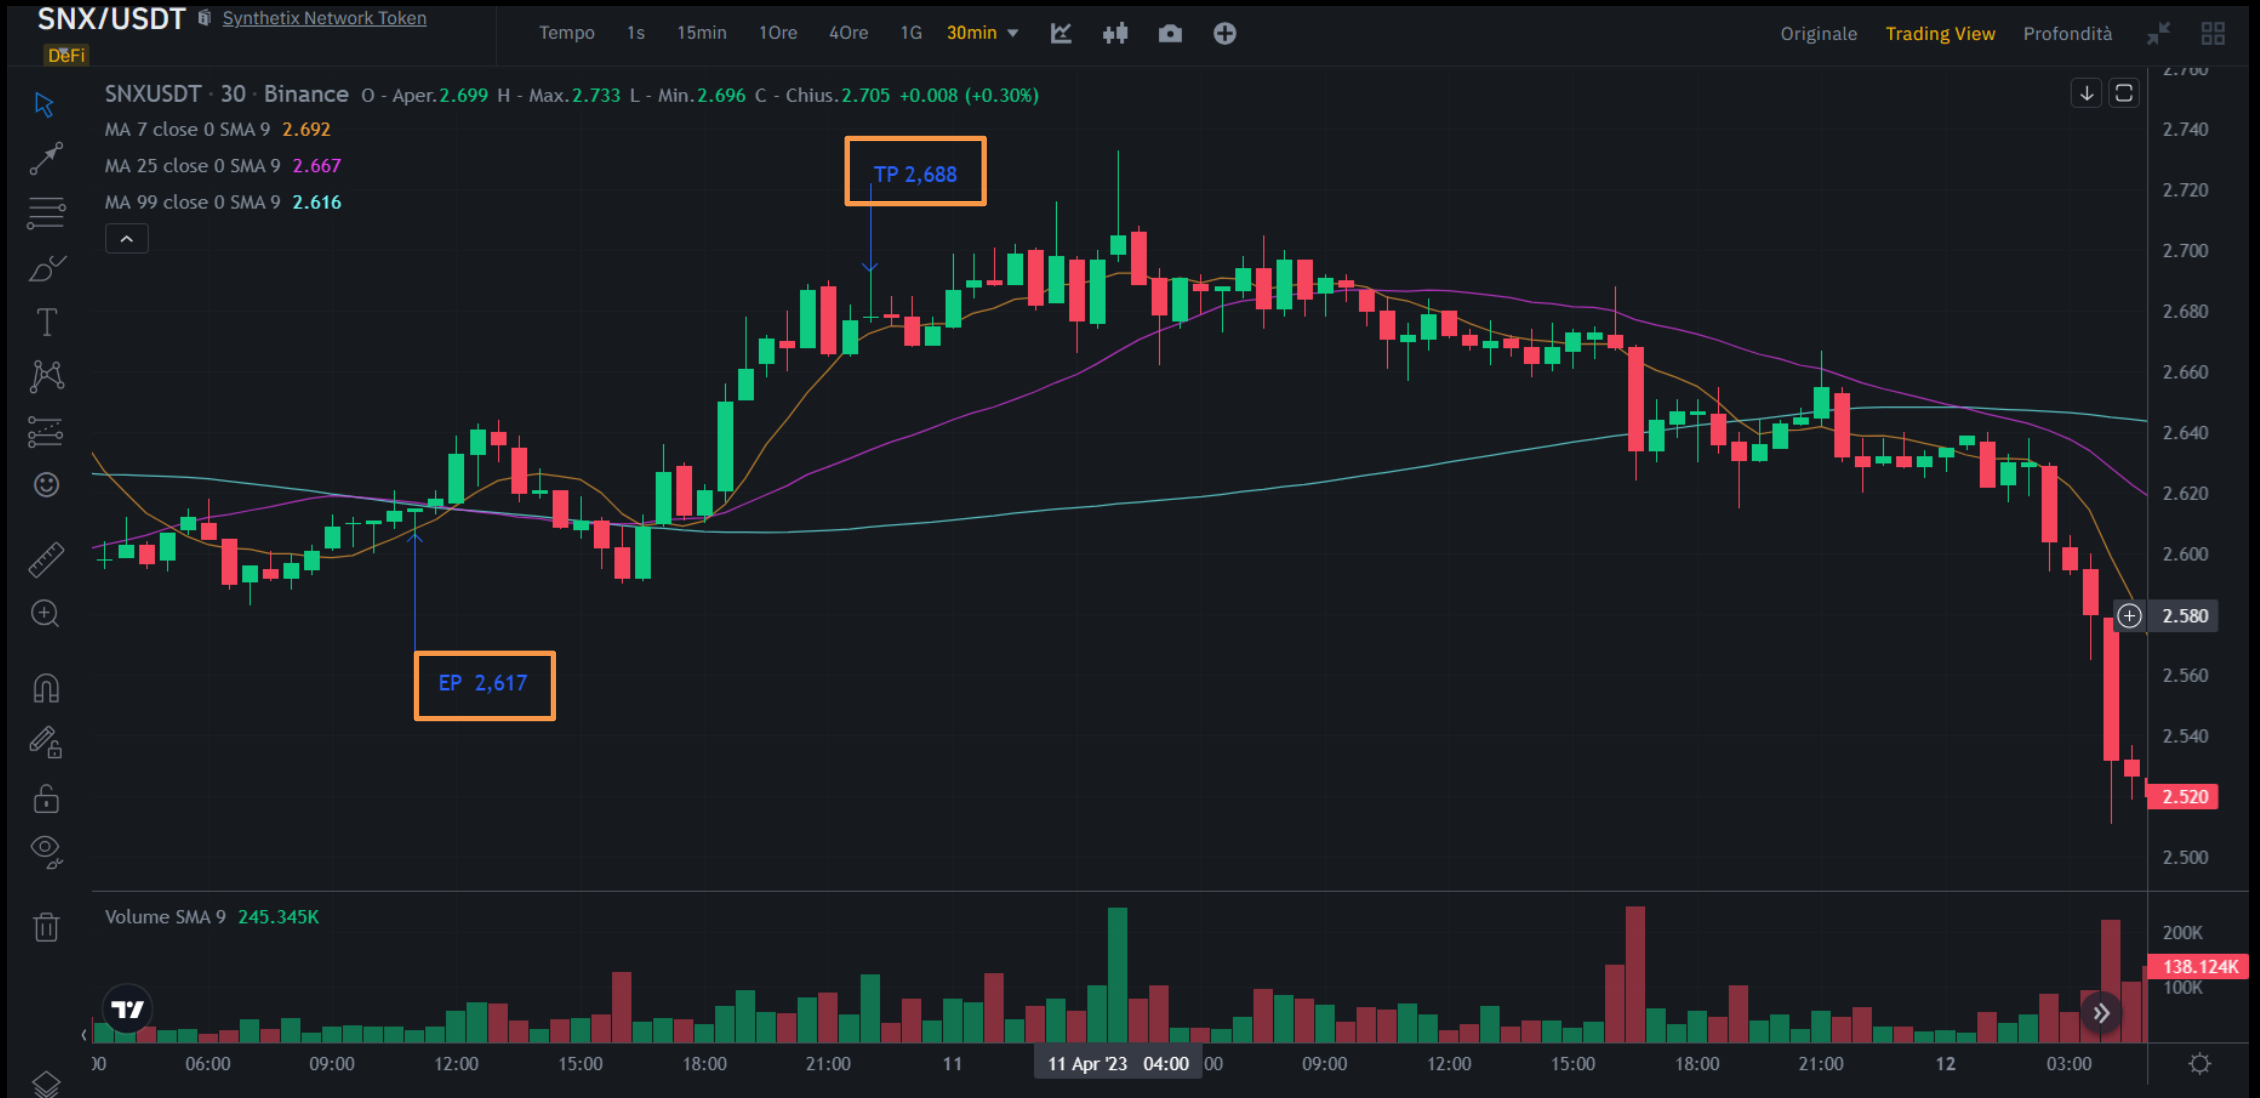 SNX/USDT Synthetix Network Token
DeFi
Tempo 1s 15min 1Ore 4Ore 1G 30min
Originale Trading View Profondità
SNXUSDT · 30 · Binance O - Aper.2.699 H - Max.2.733 L - Min.2.696 C - Chius.2.705 +0.008 (+0.30%)
MA 7 close 0 SMA 9 2.692
MA 25 close 0 SMA 9 2.667
MA 99 close 0 SMA 9 2.616
TP 2,688
EP 2,617
2.760
2.740
2.720
2.700
2.680
2.660
2.640
2.620
2.600
2.580
2.560
2.540
2.520
2.500
Volume SMA 9 245.345K
200K
138.124K
100K
06:00 09:00 12:00 15:00 18:00 21:00 11 11 Apr '23 04:00 09:00 12:00 15:00 18:00 21:00 12 03:00